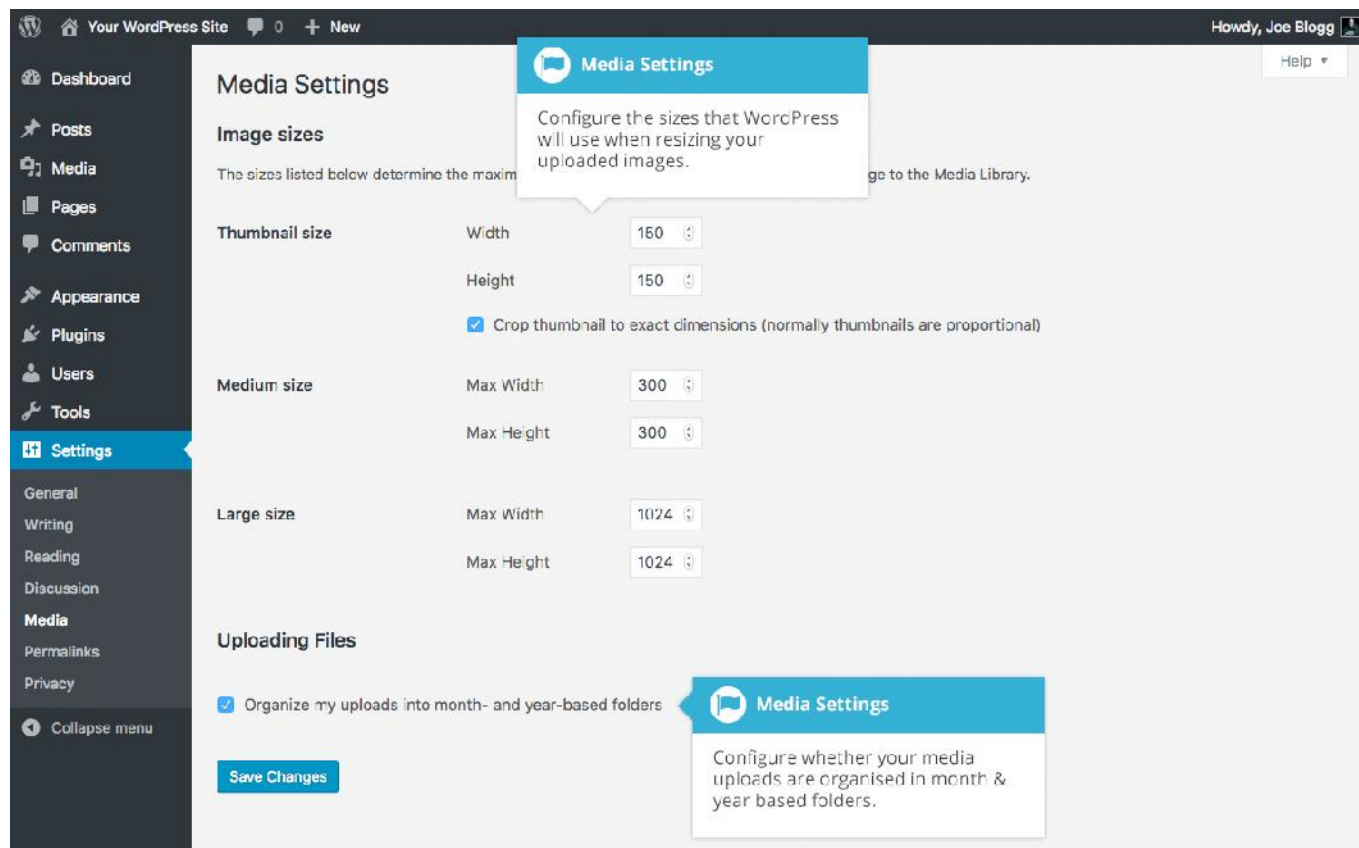 Your WordPress Site 0 + New Howdy, Joe Blogg
Help
Dashboard
Posts
Media
Pages
Comments
Appearance
Plugins
Users
Tools
Settings
General
Writing
Reading
Discussion
Media
Permalinks
Privacy
Collapse menu
Media Settings
Image sizes
The sizes listed below determine the maxim
ge to the Media Library.
Media Settings
Configure the sizes that WordPress
will use when resizing your
uploaded images.
Thumbnail size Width 150
Height 150
Crop thumbnail to exact dimensions (normally thumbnails are proportional)
Medium size Max Width 300
Max Height 300
Large size Max Width 1024
Max Height 1024
Uploading Files
Organize my uploads into month- and year-based folders
Media Settings
Configure whether your media
uploads are organised in month &
year based folders.
Save Changes